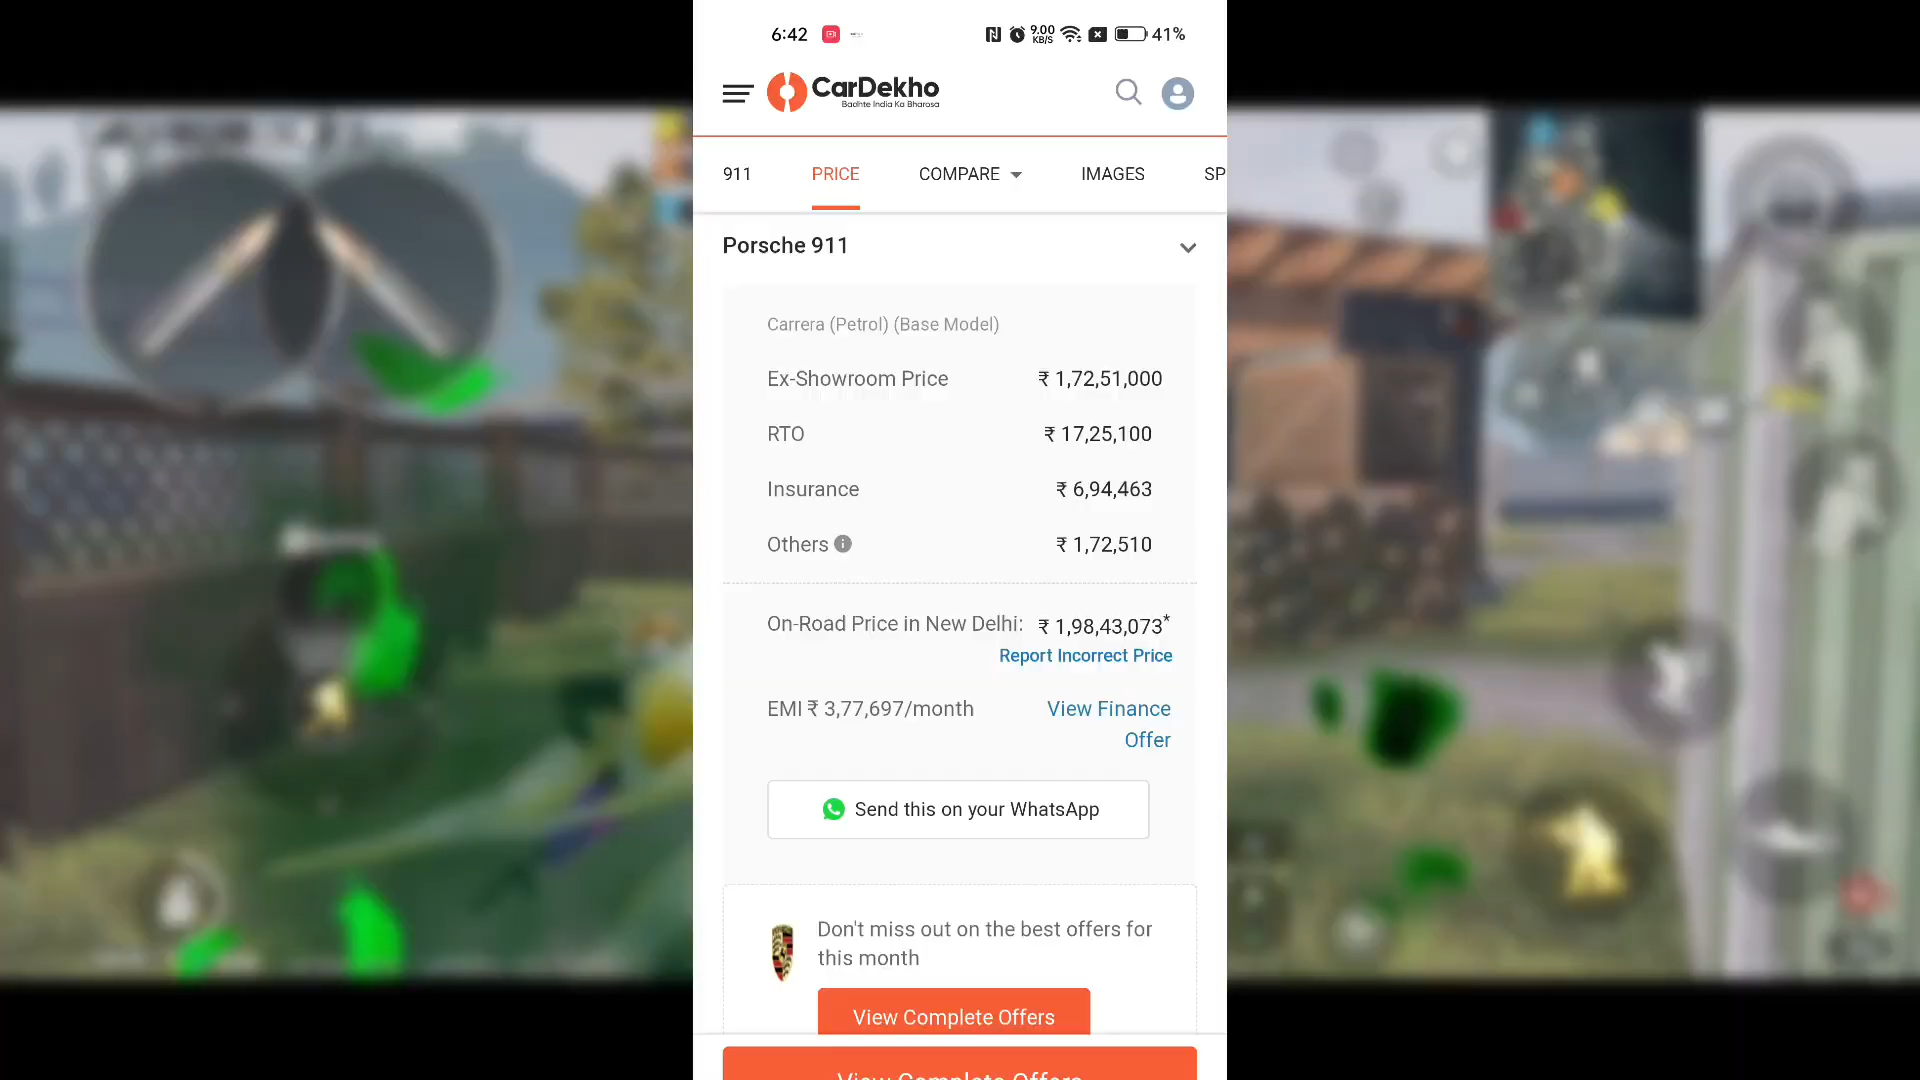 6:42
9.00
KB/S
41%
CarDekho
Badhte India Ka Bharosa
911
PRICE
COMPARE
IMAGES
SP
Porsche 911
Carrera (Petrol) (Base Model)
Ex-Showroom Price ₹ 1,72,51,000
RTO ₹ 17,25,100
Insurance ₹ 6,94,463
Others ₹ 1,72,510
On-Road Price in New Delhi: ₹ 1,98,43,073*
Report Incorrect Price
EMI ₹ 3,77,697/month View Finance
Offer
Send this on your WhatsApp
Don't miss out on the best offers for
this month
View Complete Offers
View Complete Offers